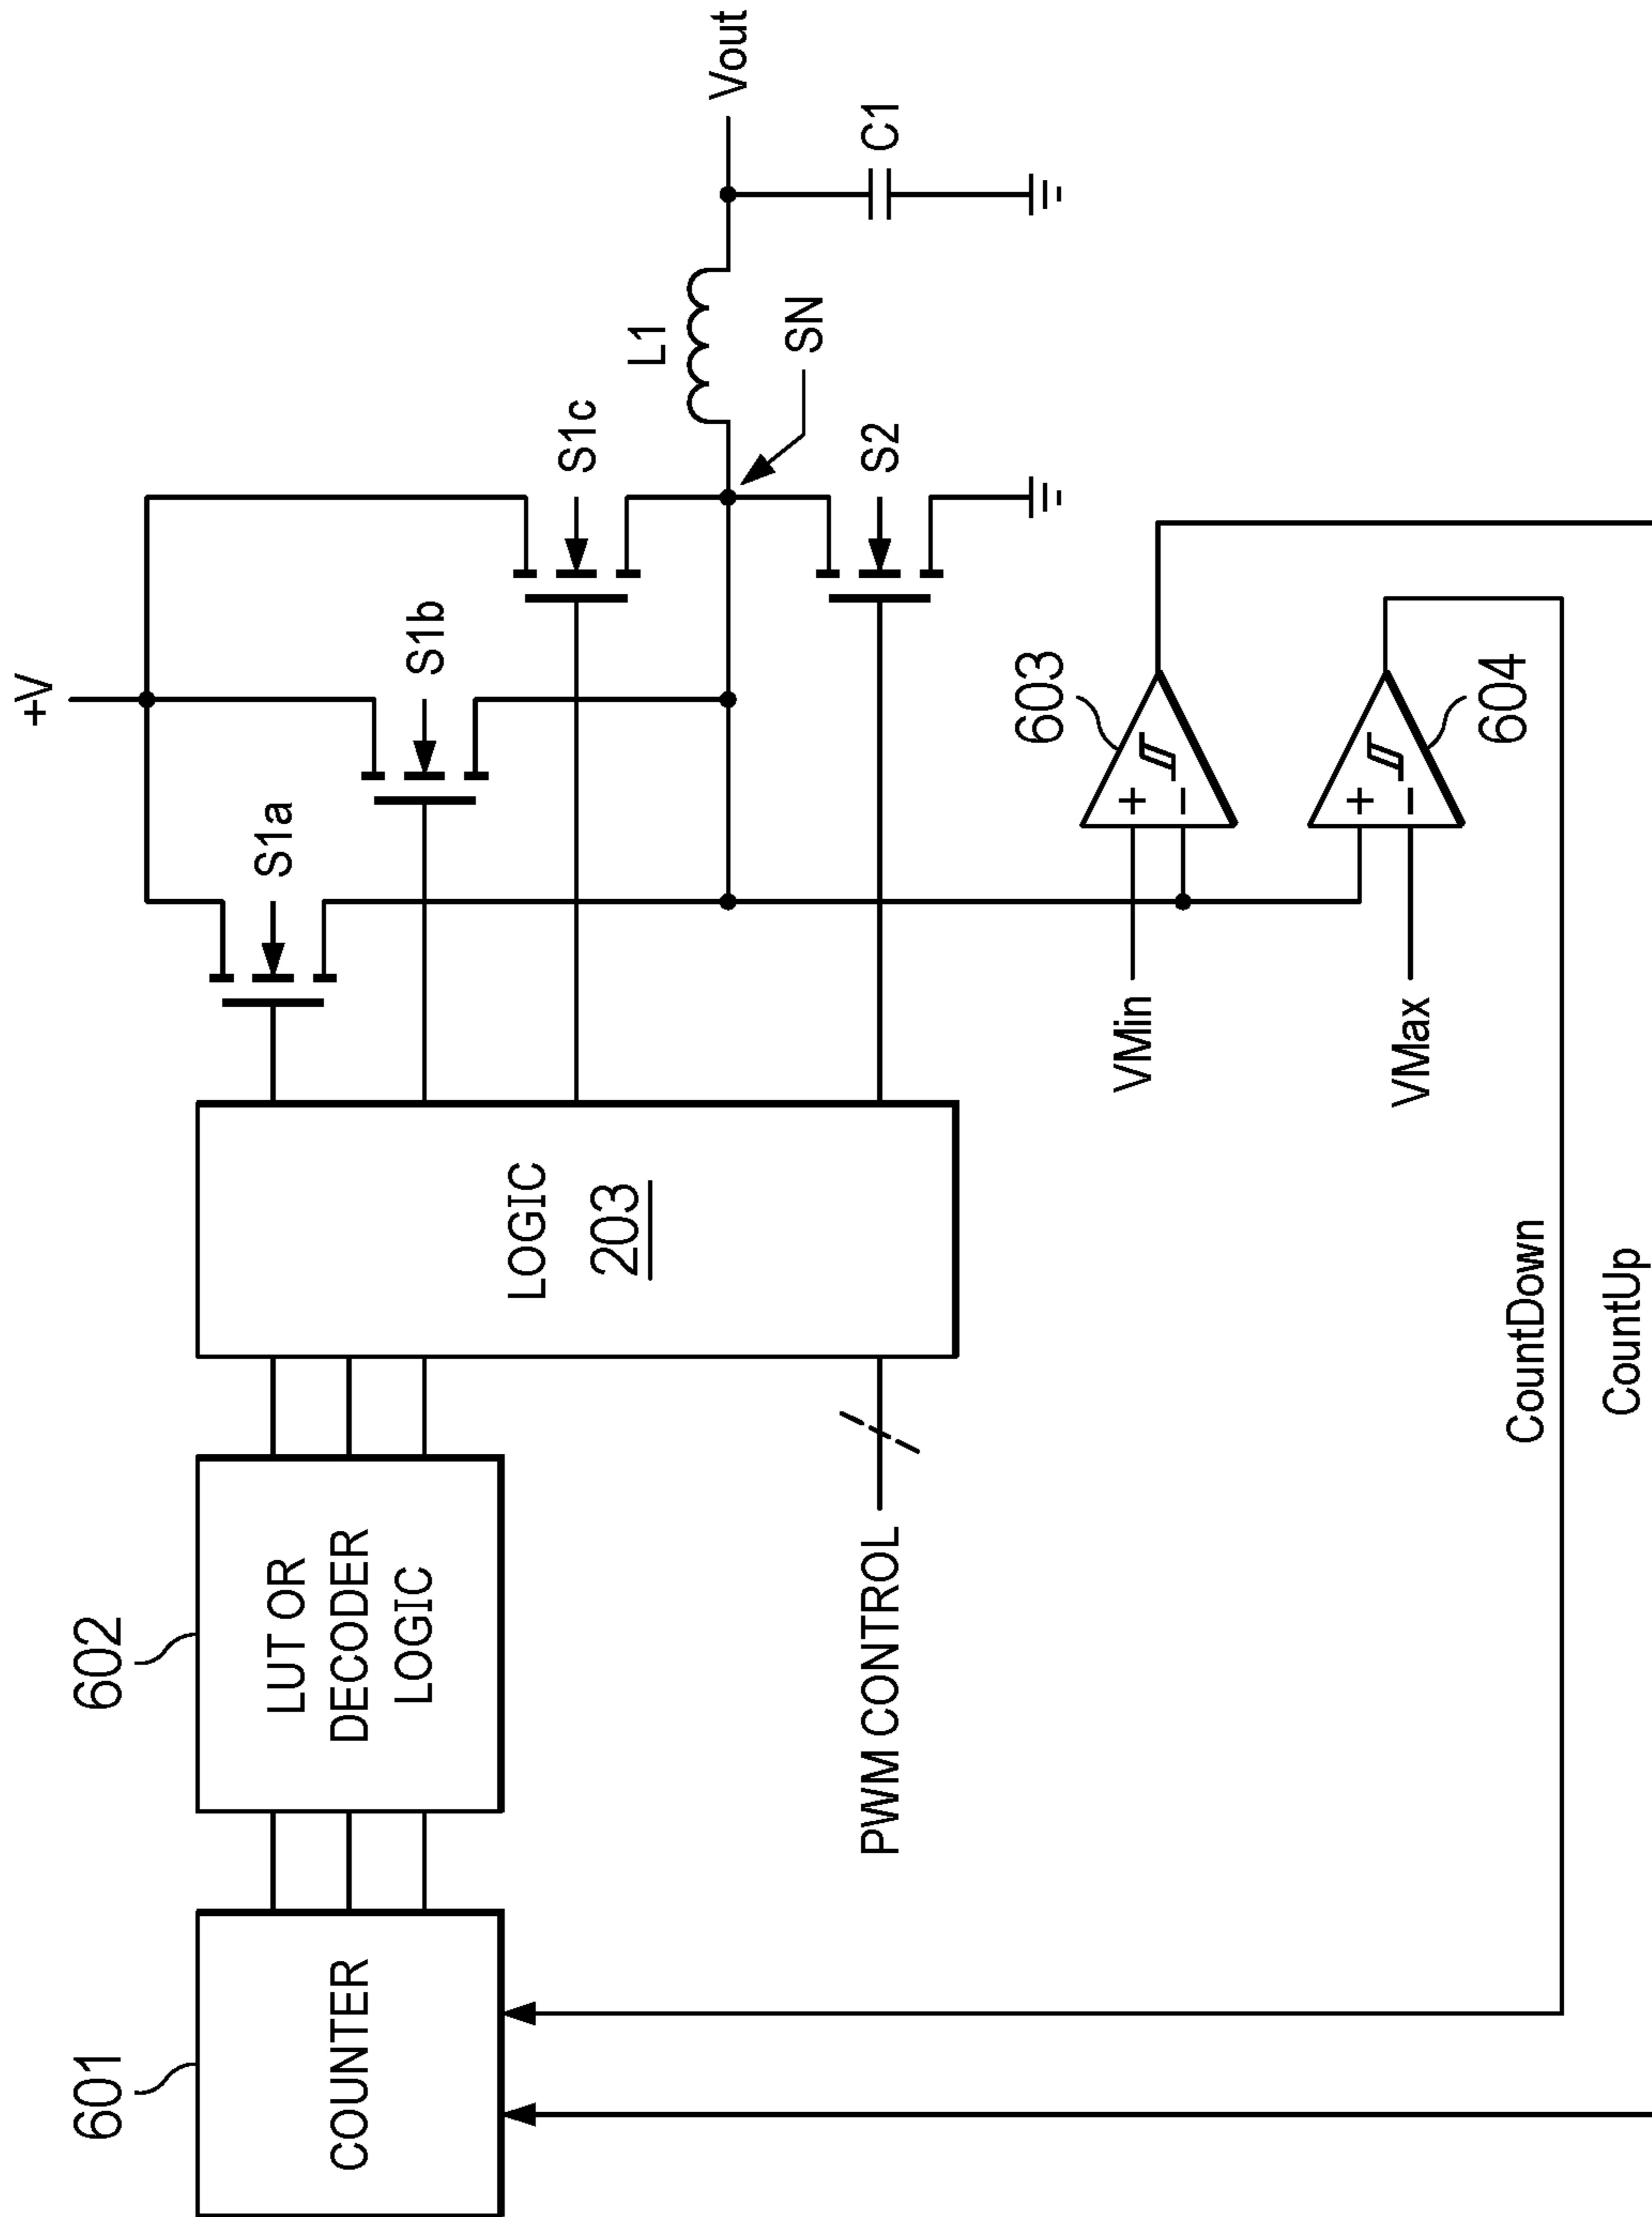 601
COUNTER
602
LUT OR
DECODER
LOGIC
LOGIC
203
PWM CONTROL
+V
S1a
S1b
S1c
S2
SN
L1
C1
Vout
603
+
−
604
+
−
VMin
VMax
CountDown
CountUp